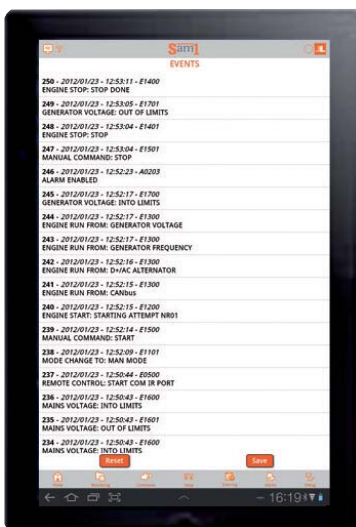 Sam1
EVENTS
250 - 2012/01/23 - 12:53:11 - E1400
ENGINE STOP: STOP DONE
249 - 2012/01/23 - 12:53:05 - E1701
GENERATOR VOLTAGE: OUT OF LIMITS
248 - 2012/01/23 - 12:53:04 - E1401
ENGINE STOP: STOP
247 - 2012/01/23 - 12:53:04 - E1501
MANUAL COMMAND: STOP
246 - 2012/01/23 - 12:52:23 - A0203
ALARM ENABLED
245 - 2012/01/23 - 12:52:17 - E1700
GENERATOR VOLTAGE: INTO LIMITS
244 - 2012/01/23 - 12:52:17 - E1300
ENGINE RUN FROM: GENERATOR VOLTAGE
243 - 2012/01/23 - 12:52:17 - E1300
ENGINE RUN FROM: GENERATOR FREQUENCY
242 - 2012/01/23 - 12:52:16 - E1300
ENGINE RUN FROM: D+/AC ALTERNATOR
241 - 2012/01/23 - 12:52:15 - E1300
ENGINE RUN FROM: CANbus
240 - 2012/01/23 - 12:52:15 - E1200
ENGINE START: STARTING ATTEMPT NR01
239 - 2012/01/23 - 12:52:14 - E1500
MANUAL COMMAND: START
238 - 2012/01/23 - 12:52:09 - E1101
MODE CHANGE TO: MAN MODE
237 - 2012/01/23 - 12:50:44 - E0500
REMOTE CONTROL: START COM IR PORT
236 - 2012/01/23 - 12:50:43 - E1600
MAINS VOLTAGE: INTO LIMITS
235 - 2012/01/23 - 12:50:43 - E1601
MAINS VOLTAGE: OUT OF LIMITS
234 - 2012/01/23 - 12:50:43 - E1600
MAINS VOLTAGE: INTO LIMITS
Reset Save
16:19